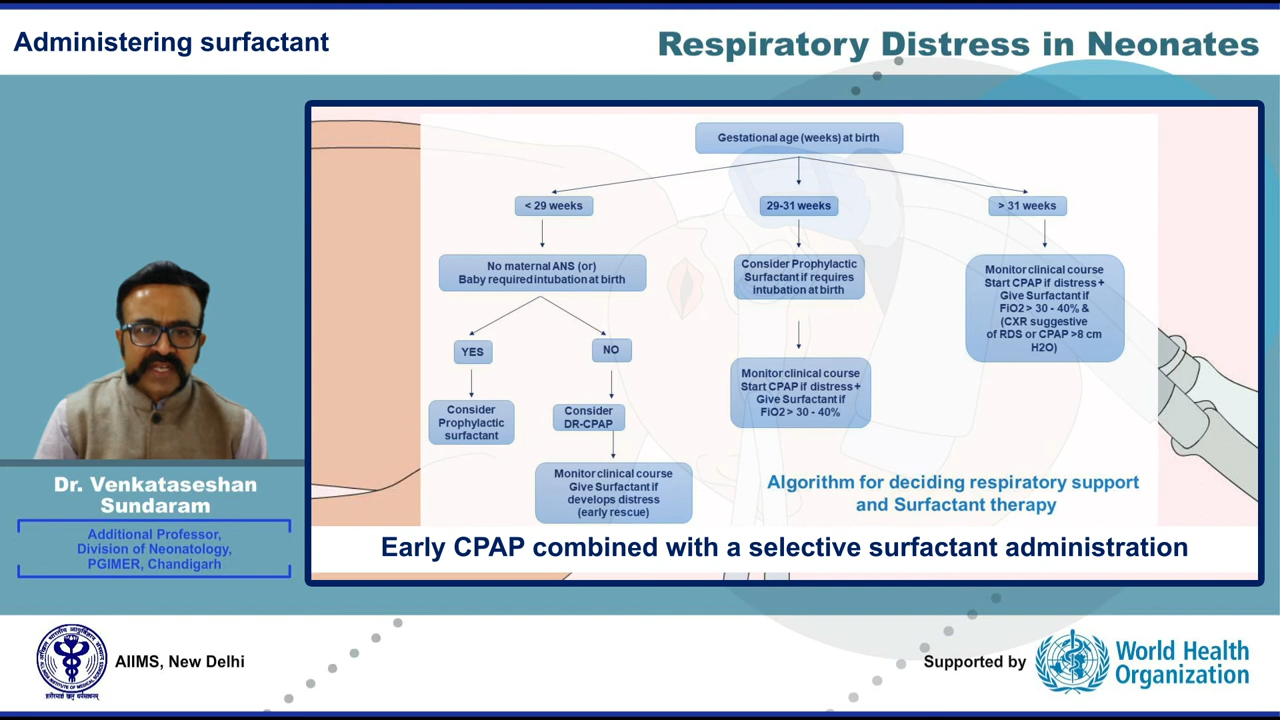 Administering surfactant
Respiratory Distress in Neonates
Gestational age (weeks) at birth
< 29 weeks
29-31 weeks
> 31 weeks
No maternal ANS (or)
Baby required intubation at birth
YES
NO
Consider
Prophylactic
surfactant
Consider
DR-CPAP
Monitor clinical course
Give Surfactant if
develops distress
(early rescue)
Consider Prophylactic
Surfactant if requires
intubation at birth
Monitor clinical course
Start CPAP if distress +
Give Surfactant if
FiO2 > 30 - 40%
Monitor clinical course
Start CPAP if distress +
Give Surfactant if
FiO2 > 30 - 40% &
(CXR suggestive
of RDS or CPAP >8 cm
H2O)
Algorithm for deciding respiratory support
and Surfactant therapy
Early CPAP combined with a selective surfactant administration
Dr. Venkataseshan
Sundaram
Additional Professor,
Division of Neonatology,
PGIMER, Chandigarh
AIIMS, New Delhi
Supported by
World Health
Organization